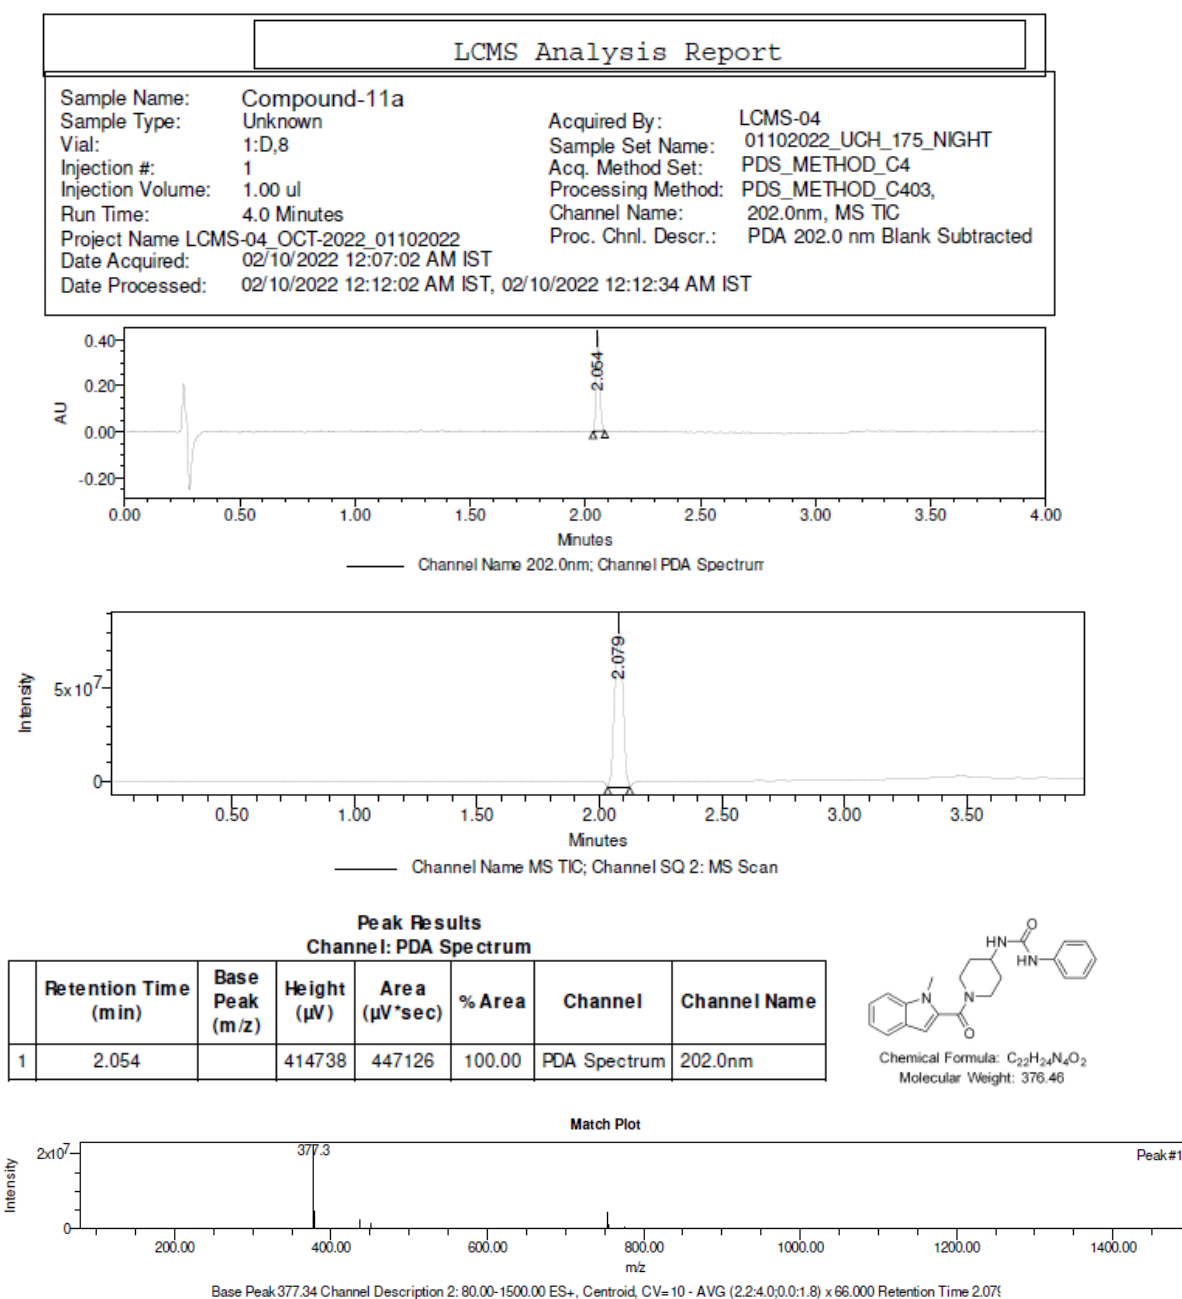 LCMS Analysis Report
Sample Name: Compound-11a
Sample Type: Unknown
Vial: 1:D,8
Injection #: 1
Injection Volume: 1.00 ul
Run Time: 4.0 Minutes
Project Name LCMS-04_OCT-2022_01102022
Date Acquired: 02/10/2022 12:07:02 AM IST
Date Processed: 02/10/2022 12:12:02 AM IST, 02/10/2022 12:12:34 AM IST
Acquired By: LCMS-04
Sample Set Name: 01102022_UCH_175_NIGHT
Acq. Method Set: PDS_METHOD_C4
Processing Method: PDS_METHOD_C403,
Channel Name: 202.0nm, MS TIC
Proc. Chnl. Descr.: PDA 202.0 nm Blank Subtracted
AU
0.40
0.20
0.00
-0.20
2.054
0.00 0.50 1.00 1.50 2.00 2.50 3.00 3.50 4.00
Minutes
Channel Name 202.0nm; Channel PDA Spectrum
Intensity
5x10⁷
0
2.079
0.50 1.00 1.50 2.00 2.50 3.00 3.50
Minutes
Channel Name MS TIC; Channel SQ 2: MS Scan
Peak Results
Channel: PDA Spectrum
Retention Time (min) Base Peak (m/z) Height (µV) Area (µV*sec) % Area Channel Channel Name
1 2.054 414738 447126 100.00 PDA Spectrum 202.0nm
O
HN
HN
N
N
O
Chemical Formula: C₂₂H₂₄N₄O₂
Molecular Weight: 376.46
Match Plot
Intensity
2x10⁷
0
377.3
Peak#1
200.00 400.00 600.00 800.00 1000.00 1200.00 1400.00
m/z
Base Peak 377.34 Channel Description 2: 80.00-1500.00 ES+, Centroid, CV=10 - AVG (2.2:4.0;0.0:1.8) x 66.000 Retention Time 2.079